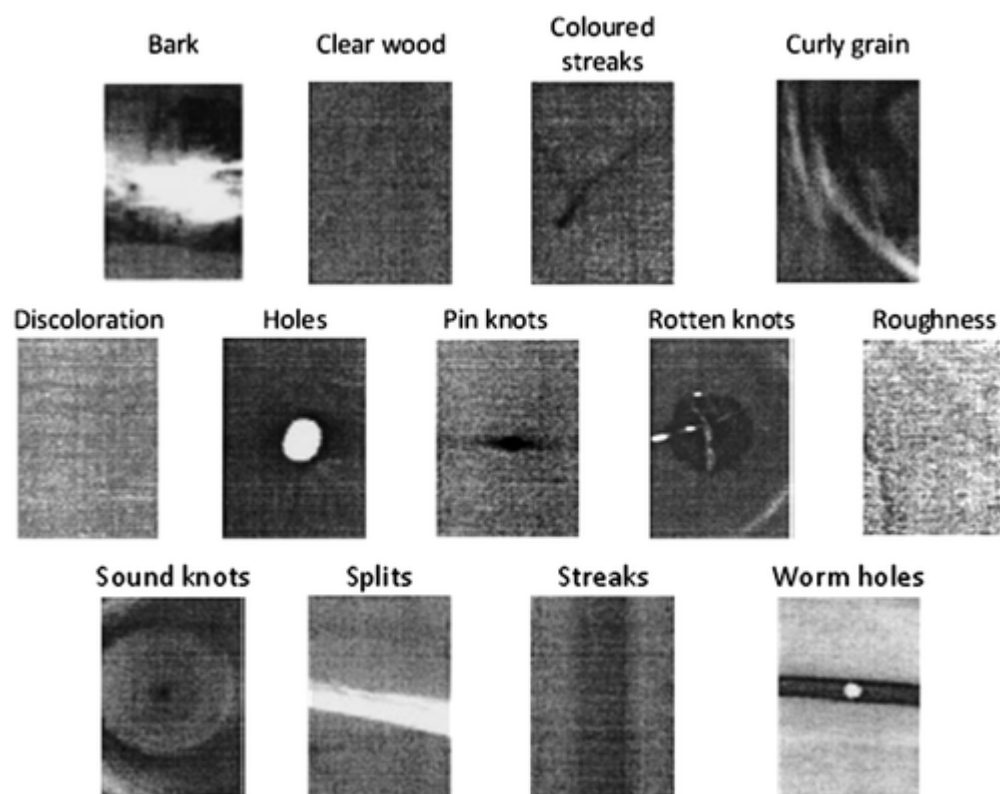 Bark
Clear wood
Coloured
streaks
Curly grain
Discoloration
Holes
Pin knots
Rotten knots
Roughness
Sound knots
Splits
Streaks
Worm holes